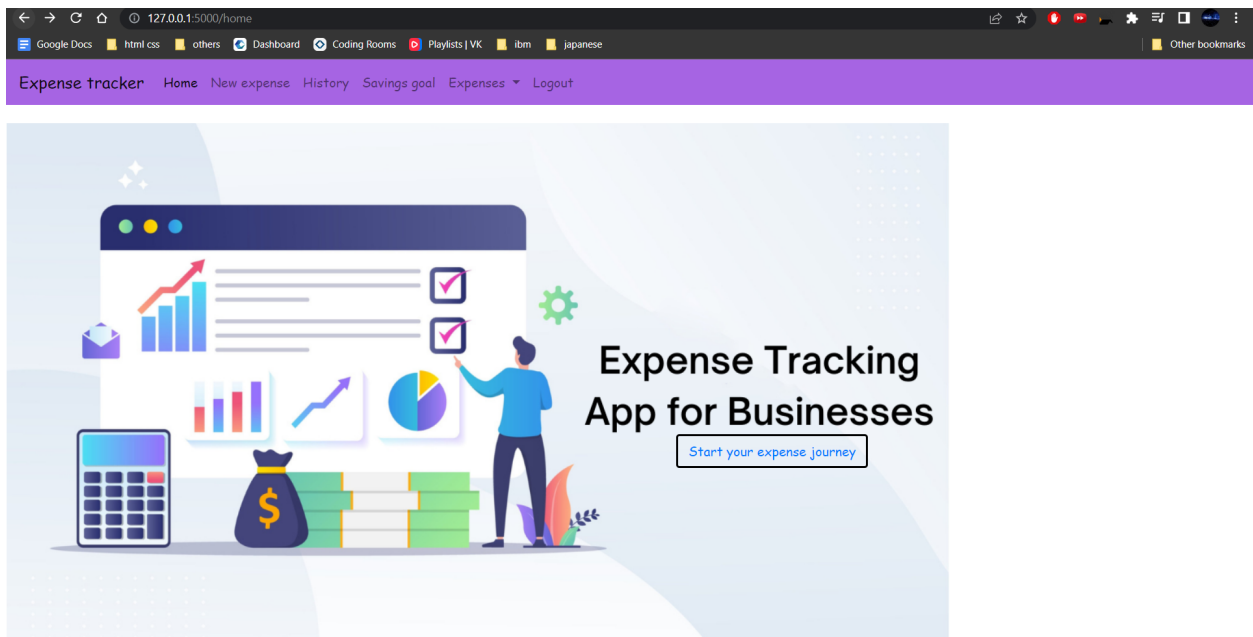 127.0.0.1:5000/home
Google Docs html css others Dashboard Coding Rooms Playlists | VK ibm japanese Other bookmarks
Expense tracker Home New expense History Savings goal Expenses Logout
$
Expense Tracking
App for Businesses
Start your expense journey